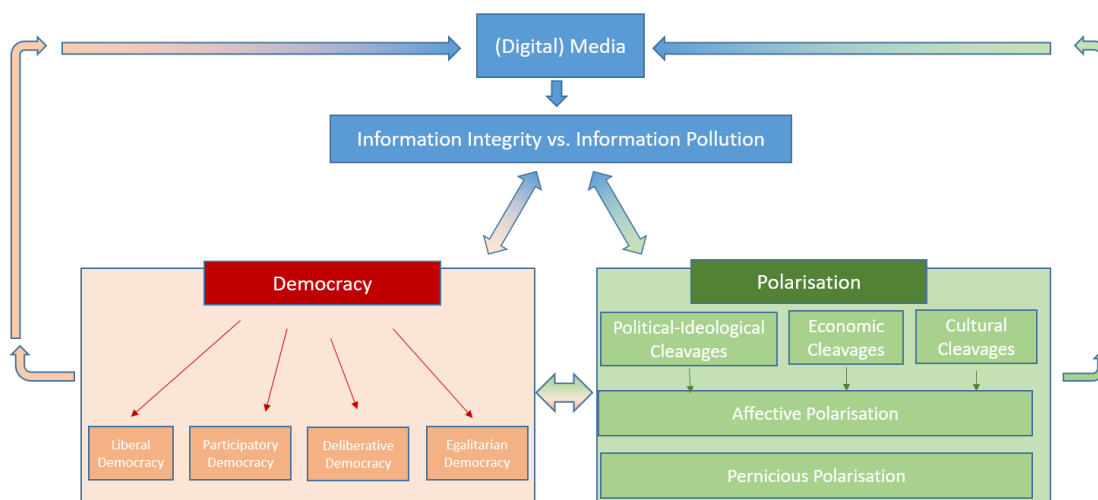 (Digital) Media
Information Integrity vs. Information Pollution
Democracy
Liberal
Democracy
Participatory
Democracy
Deliberative
Democracy
Egalitarian
Democracy
Polarisation
Political-Ideological
Cleavages
Economic
Cleavages
Cultural
Cleavages
Affective Polarisation
Pernicious Polarisation